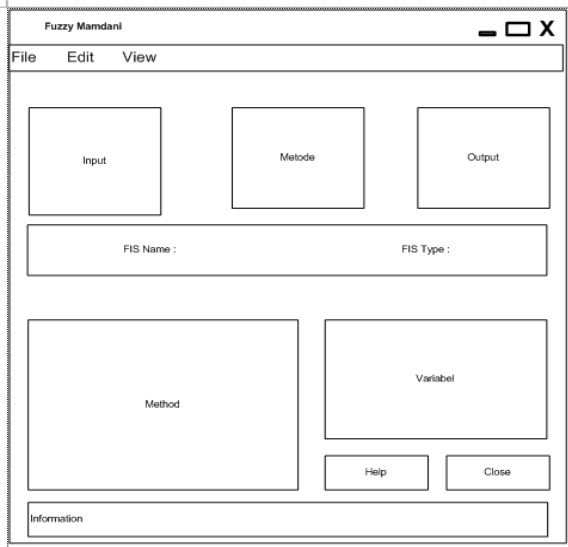 Fuzzy Mamdani
X
File Edit View
Input Metode Output
FIS Name : FIS Type :
Method Variabel
Help Close
Information